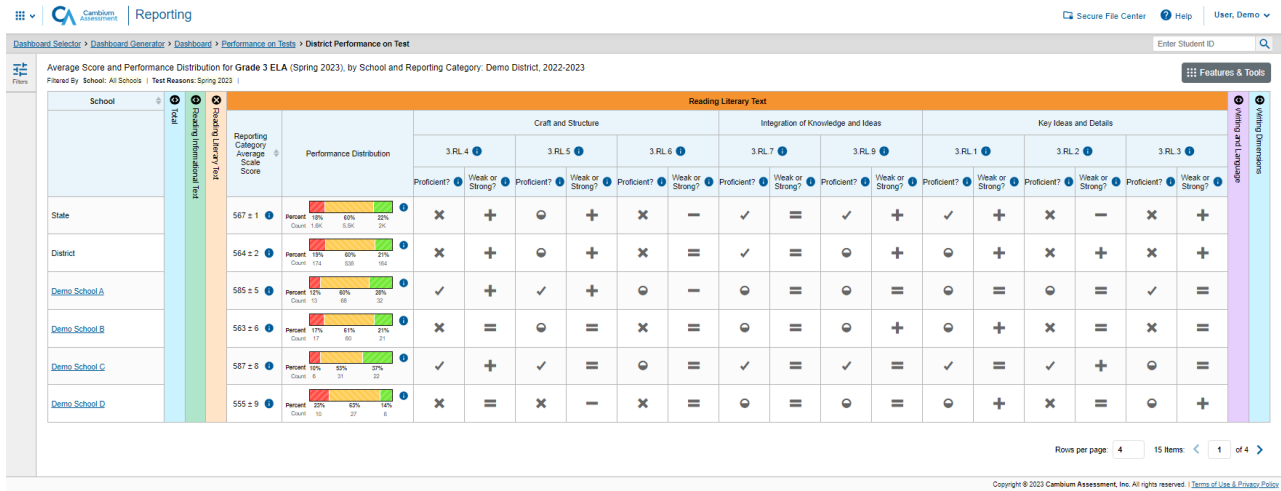 Cambium Assessment Reporting Secure File Center Help User, Demo
Dashboard Selector > Dashboard Generator > Dashboard > Performance on Tests > District Performance on Test Enter Student ID
Filters
Average Score and Performance Distribution for Grade 3 ELA (Spring 2023), by School and Reporting Category: Demo District, 2022-2023
Filtered By School: All Schools | Test Reasons: Spring 2023 |
Features & Tools
School
Total
Reading Informational Text
Reading Literary Text
Reading Literary Text
Writing and Language
Writing Dimensions
Reporting Category Average Scale Score
Performance Distribution
Craft and Structure Integration of Knowledge and Ideas Key Ideas and Details
3.RL.4 3.RL.5 3.RL.6 3.RL.7 3.RL.9 3.RL.1 3.RL.2 3.RL.3
Proficient? Weak or Strong? Proficient? Weak or Strong? Proficient? Weak or Strong? Proficient? Weak or Strong? Proficient? Weak or Strong? Proficient? Weak or Strong? Proficient? Weak or Strong? Proficient? Weak or Strong?
State 567 ± 1 Percent 18% 60% 22%
Count 1.6K 5.5K 2K
District 564 ± 2 Percent 19% 60% 21%
Count 174 538 184
Demo School A 585 ± 5 Percent 12% 60% 28%
Count 13 68 32
Demo School B 563 ± 6 Percent 17% 61% 21%
Count 17 60 21
Demo School C 587 ± 8 Percent 10% 53% 37%
Count 6 31 22
Demo School D 555 ± 9 Percent 23% 63% 14%
Count 10 27 6
Rows per page: 4 15 Items: 1 of 4
Copyright © 2023 Cambium Assessment, Inc. All rights reserved. | Terms of Use & Privacy Policy